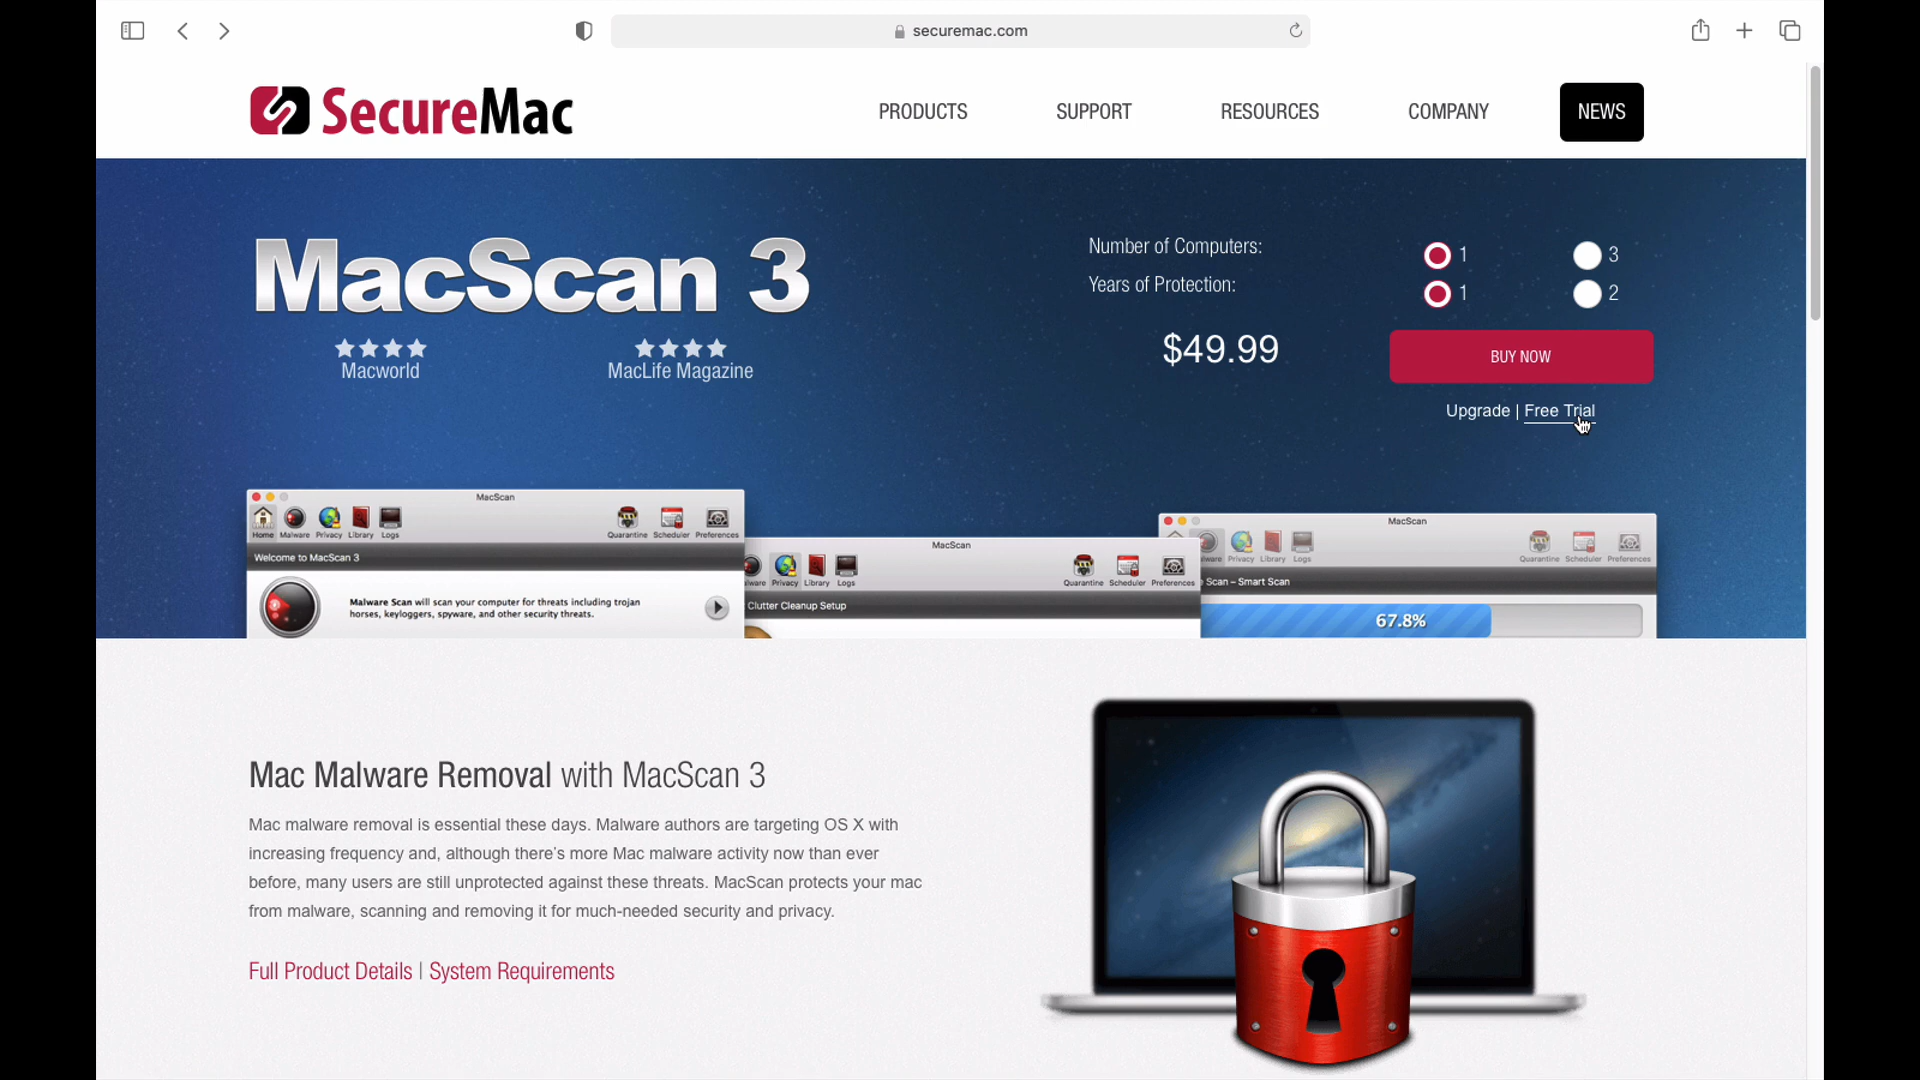 securemac.com
SecureMac
PRODUCTS
SUPPORT
RESOURCES
COMPANY
NEWS
MacScan 3
Macworld
MacLife Magazine
Number of Computers:
1
3
Years of Protection:
1
2
$49.99
BUY NOW
Upgrade | Free Trial
MacScan
Home Malware Privacy Library Logs
Quarantine Scheduler Preferences
Welcome to MacScan 3
Malware Scan will scan your computer for threats including trojan
horses, keyloggers, spyware, and other security threats.
MacScan
ware Privacy Library Logs
Quarantine Scheduler Preferences
Clutter Cleanup Setup
MacScan
ware Privacy Library Logs
Quarantine Scheduler Preferences
e Scan – Smart Scan
67.8%
Mac Malware Removal with MacScan 3
Mac malware removal is essential these days. Malware authors are targeting OS X with
increasing frequency and, although there's more Mac malware activity now than ever
before, many users are still unprotected against these threats. MacScan protects your mac
from malware, scanning and removing it for much-needed security and privacy.
Full Product Details | System Requirements